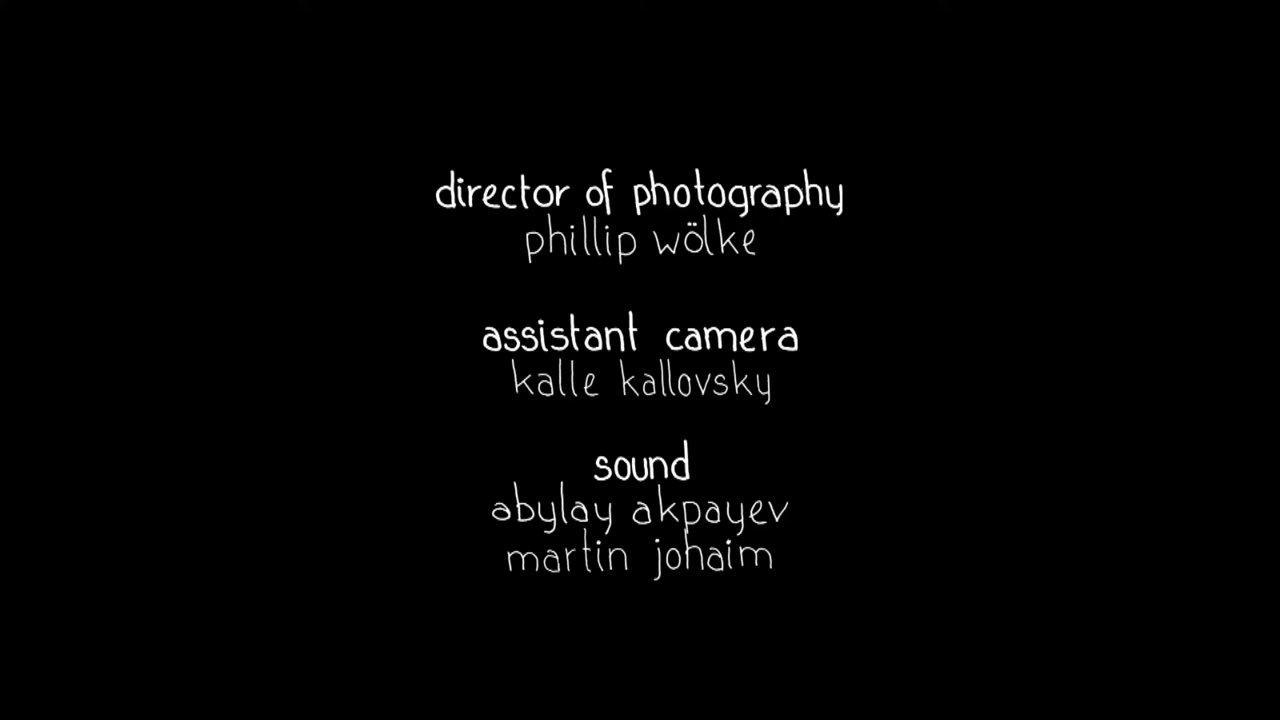 director of photography
phillip wölke
assistant camera
kalle kallovsky
sound
abylay akpayev
martin johaim